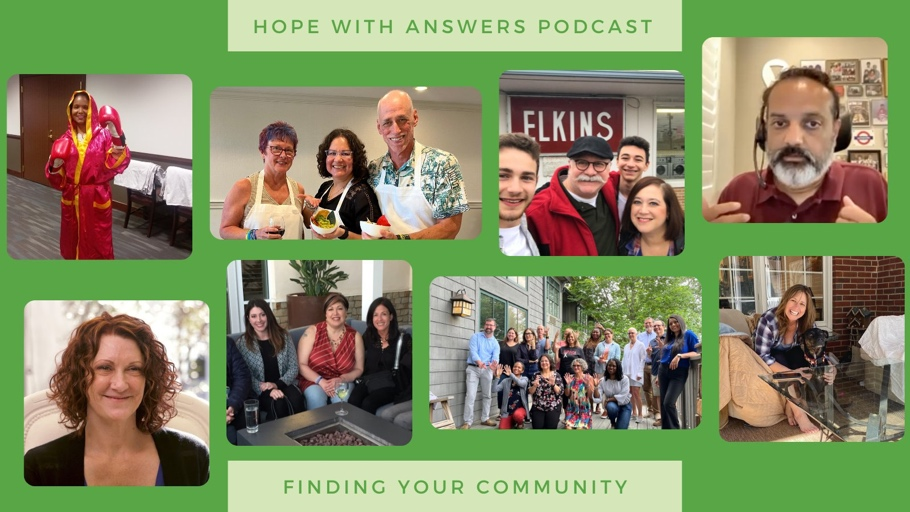 HOPE WITH ANSWERS PODCAST
ELKINS
FINDING YOUR COMMUNITY